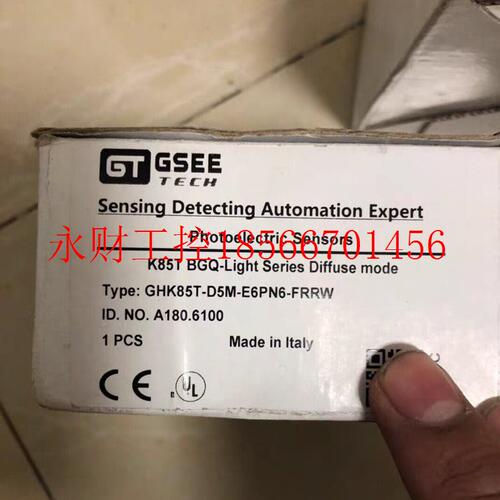 GT GSEE
TECH
Sensing Detecting Automation Expert
Photoelectric Sensors
永财工控18566701456
K85T BGQ-Light Series Diffuse mode
Type: GHK85T-D5M-E6PN6-FRRW
ID. NO. A180.6100
1 PCS Made in Italy
CE UL